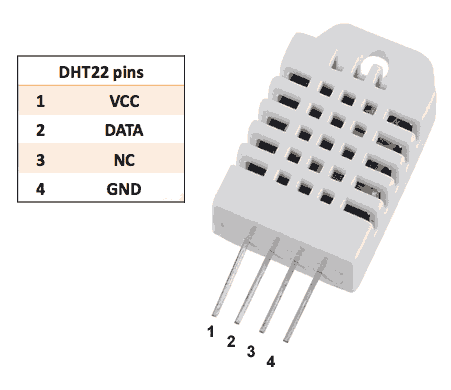 DHT22 pins
1 VCC
2 DATA
3 NC
4 GND
1
2
3
4